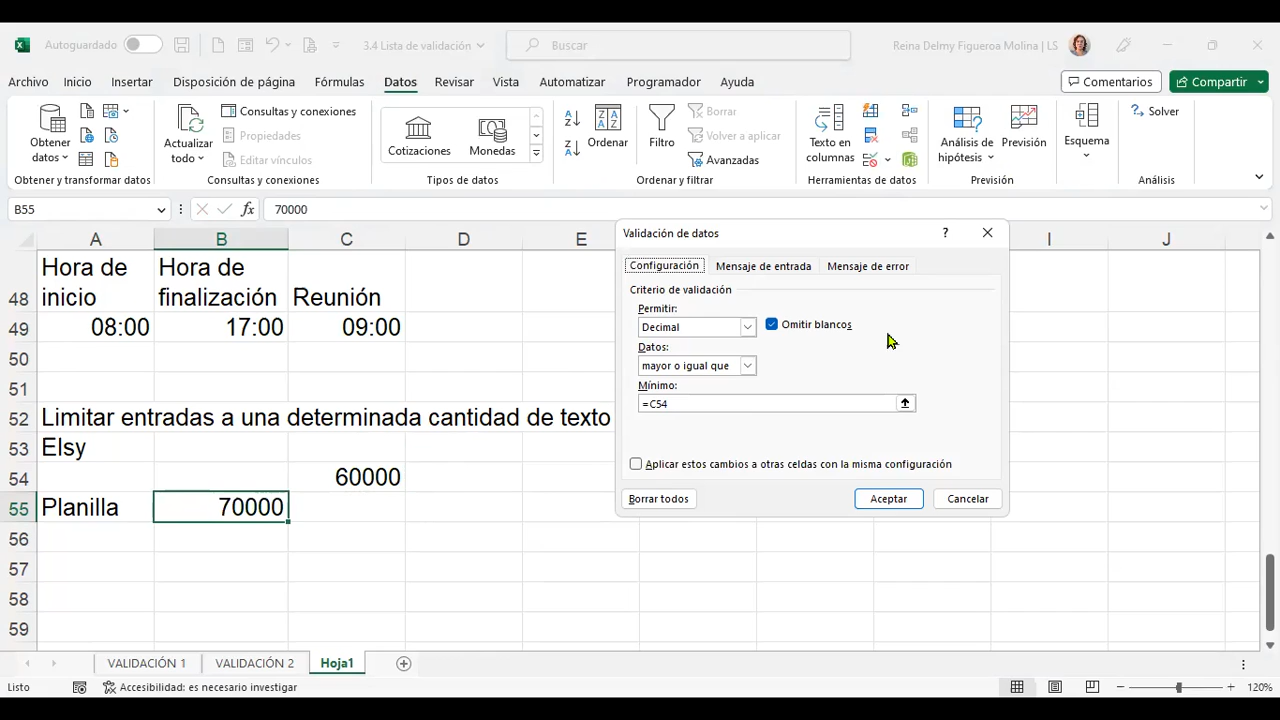 Autoguardado
3.4 Lista de validación
Buscar
Reina Delmy Figueroa Molina | LS
Archivo Inicio Insertar Disposición de página Fórmulas Datos Revisar Vista Automatizar Programador Ayuda
Comentarios Compartir
Obtener datos
Actualizar todo
Consultas y conexiones
Propiedades
Editar vínculos
Cotizaciones Monedas
Ordenar
Filtro
Borrar
Volver a aplicar
Avanzadas
Texto en columnas
Análisis de hipótesis
Previsión
Esquema
Solver
Obtener y transformar datos Consultas y conexiones Tipos de datos Ordenar y filtrar Herramientas de datos Previsión Análisis
B55 fx 70000
A B C D E I J
48 Hora de inicio Hora de finalización Reunión
49 08:00 17:00 09:00
50
51
52 Limitar entradas a una determinada cantidad de texto
53 Elsy
54 60000
55 Planilla 70000
56
57
58
59
Validación de datos ?
Configuración Mensaje de entrada Mensaje de error
Criterio de validación
Permitir:
Decimal Omitir blancos
Datos:
mayor o igual que
Mínimo:
=C54
Aplicar estos cambios a otras celdas con la misma configuración
Borrar todos Aceptar Cancelar
VALIDACIÓN 1 VALIDACIÓN 2 Hoja1
Listo Accesibilidad: es necesario investigar 120%